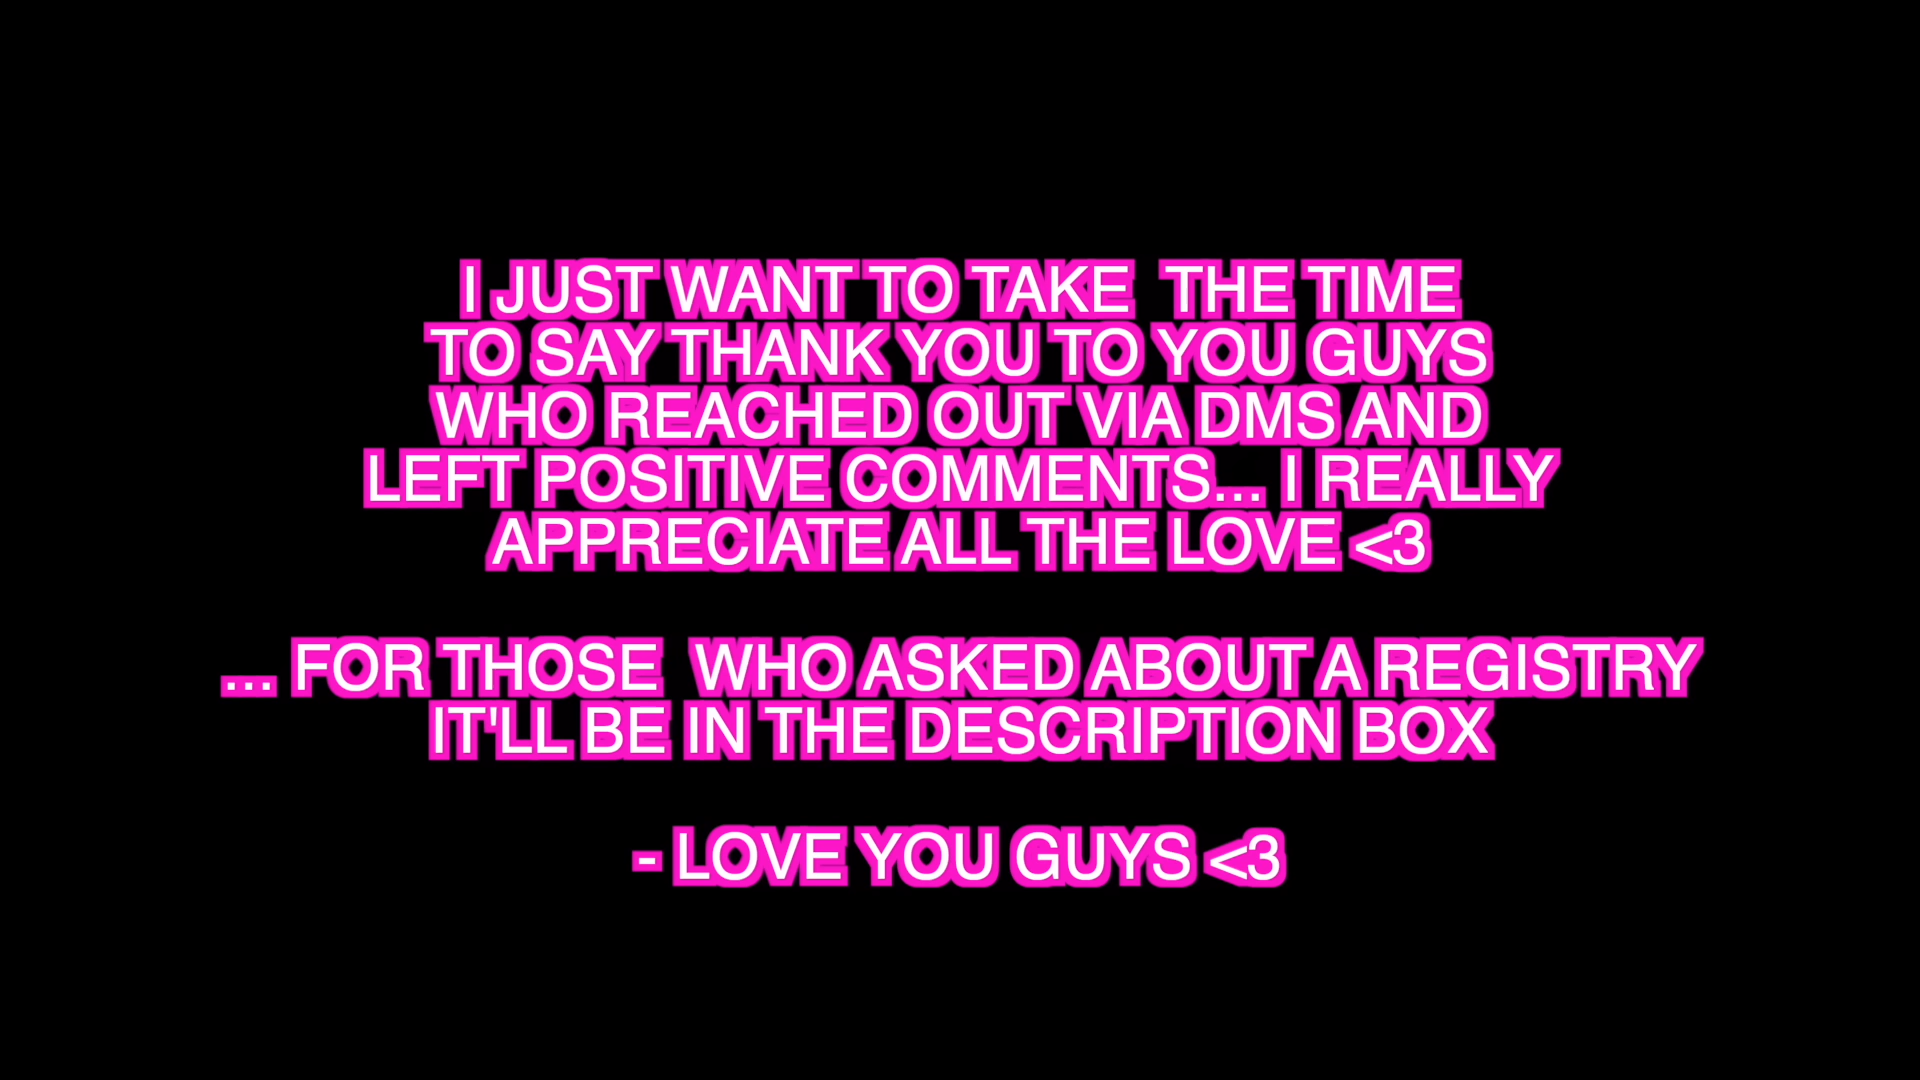 I JUST WANT TO TAKE  THE TIME
TO SAY THANK YOU TO YOU GUYS
WHO REACHED OUT VIA DMS AND
LEFT POSITIVE COMMENTS... I REALLY
APPRECIATE ALL THE LOVE <3
... FOR THOSE  WHO ASKED ABOUT A REGISTRY
IT'LL BE IN THE DESCRIPTION BOX
- LOVE YOU GUYS <3